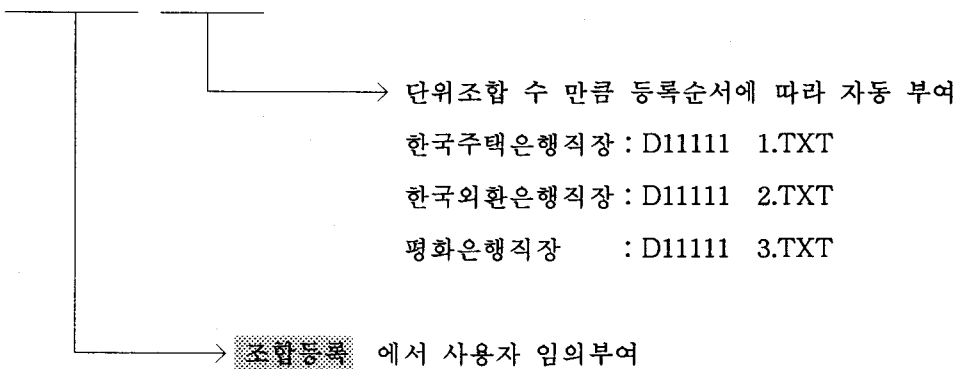 단위조합 수 만큼 등록순서에 따라 자동 부여
한국주택은행직장 : D11111 1.TXT
한국외환은행직장 : D11111 2.TXT
평화은행직장 : D11111 3.TXT
조합등록 에서 사용자 임의부여